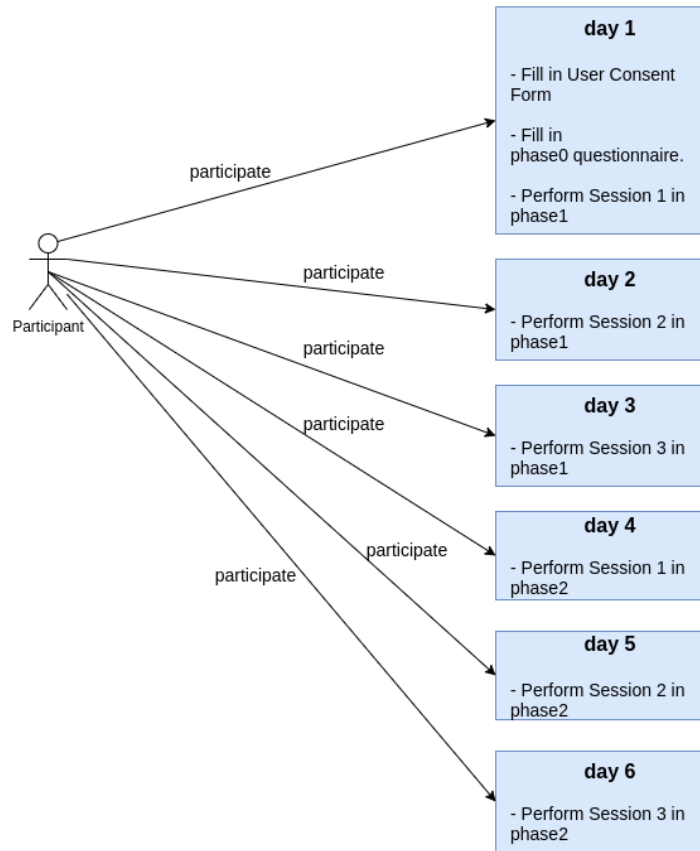 day 1
- Fill in User Consent
Form
- Fill in
phase0 questionnaire.
- Perform Session 1 in
phase1
participate
participate
day 2
- Perform Session 2 in
phase1
Participant
participate
day 3
- Perform Session 3 in
phase1
participate
day 4
- Perform Session 1 in
phase2
participate
participate
day 5
- Perform Session 2 in
phase2
day 6
- Perform Session 3 in
phase2